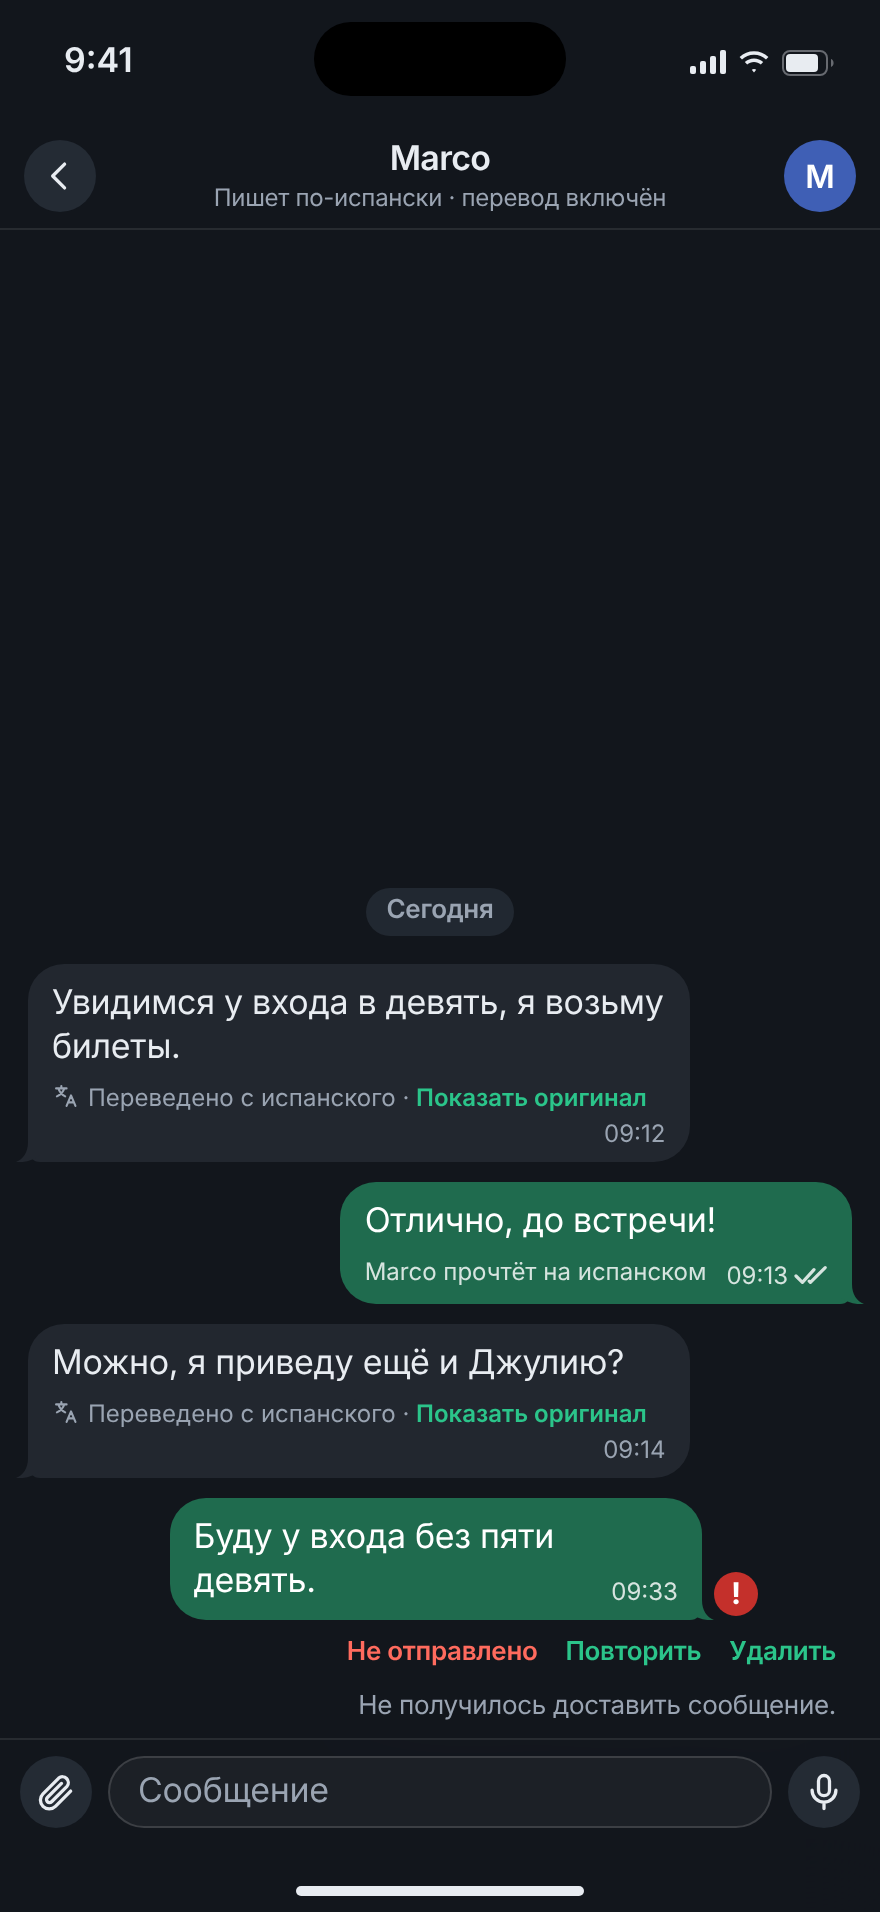 9:41
Marco
Пишет по-испански · перевод включён
M
Сегодня
Увидимся у входа в девять, я возьму
билеты.
Переведено с испанского · Показать оригинал
09:12
Отлично, до встречи!
Marco прочтёт на испанском 09:13
Можно, я приведу ещё и Джулию?
Переведено с испанского · Показать оригинал
09:14
Буду у входа без пяти
девять. 09:33
Не отправлено Повторить Удалить
Не получилось доставить сообщение.
Сообщение